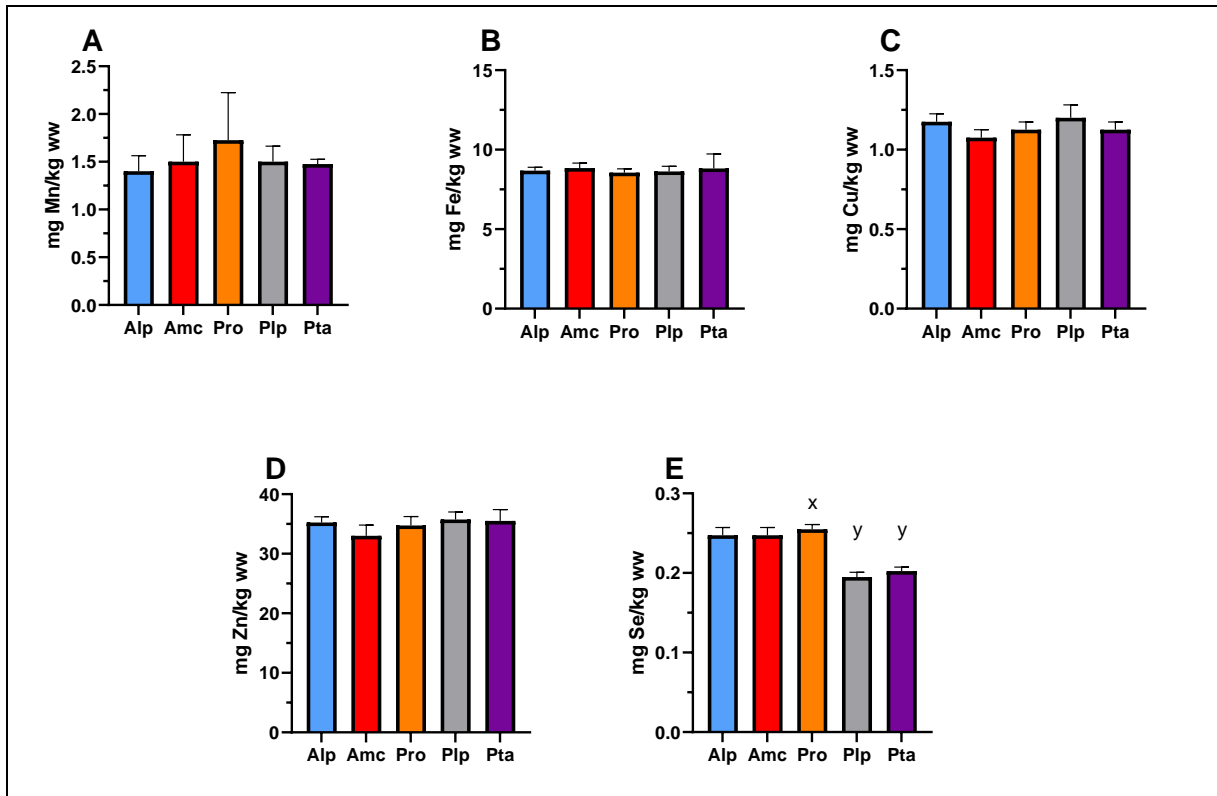 A
mg Mn/kg ww
2.5
2.0
1.5
1.0
0.5
0.0
Alp Amc Pro Plp Pta
B
mg Fe/kg ww
15
10
5
0
Alp Amc Pro Plp Pta
C
mg Cu/kg ww
1.5
1.0
0.5
0.0
Alp Amc Pro Plp Pta
D
mg Zn/kg ww
40
30
20
10
0
Alp Amc Pro Plp Pta
E
mg Se/kg ww
0.3
0.2
0.1
0.0
x
y y
Alp Amc Pro Plp Pta